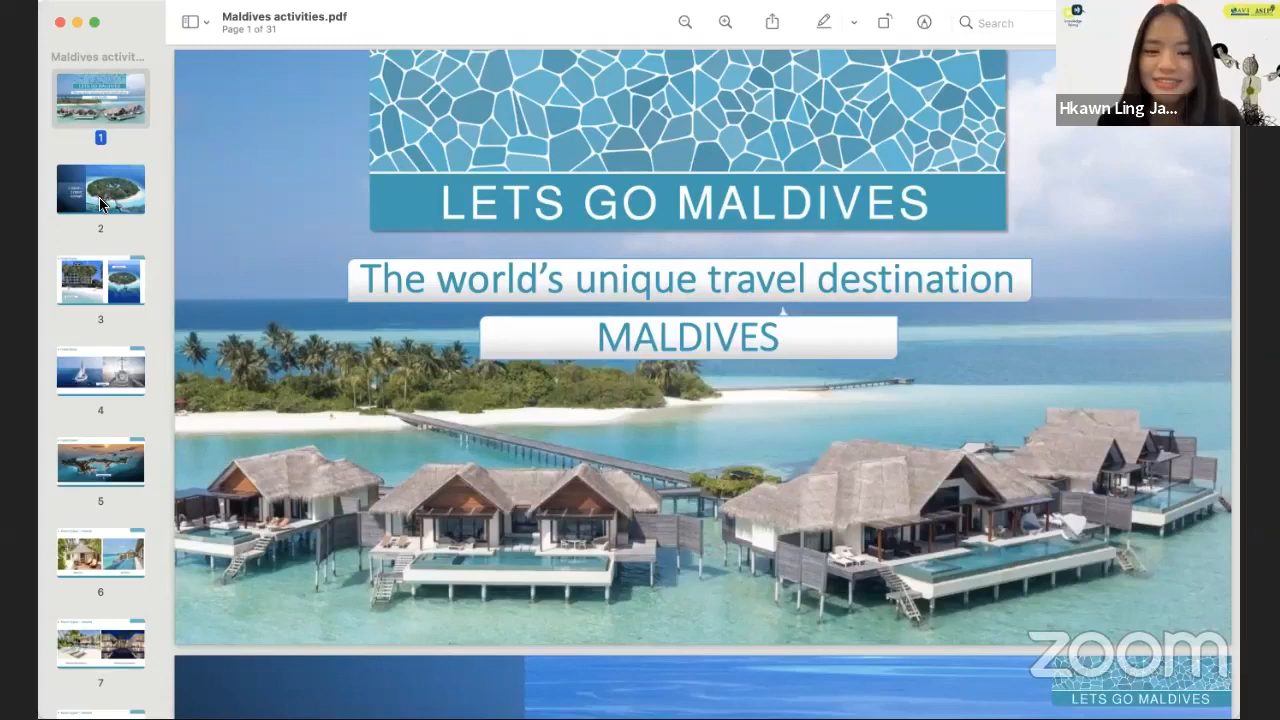 Maldives activities.pdf
Page 1 of 31
Search
Maldives activit...
1
2
3
4
5
6
7
LETS GO MALDIVES
The world's unique travel destination
MALDIVES
Hkawn Ling Ja...
zoom
LETS GO MALDIVES